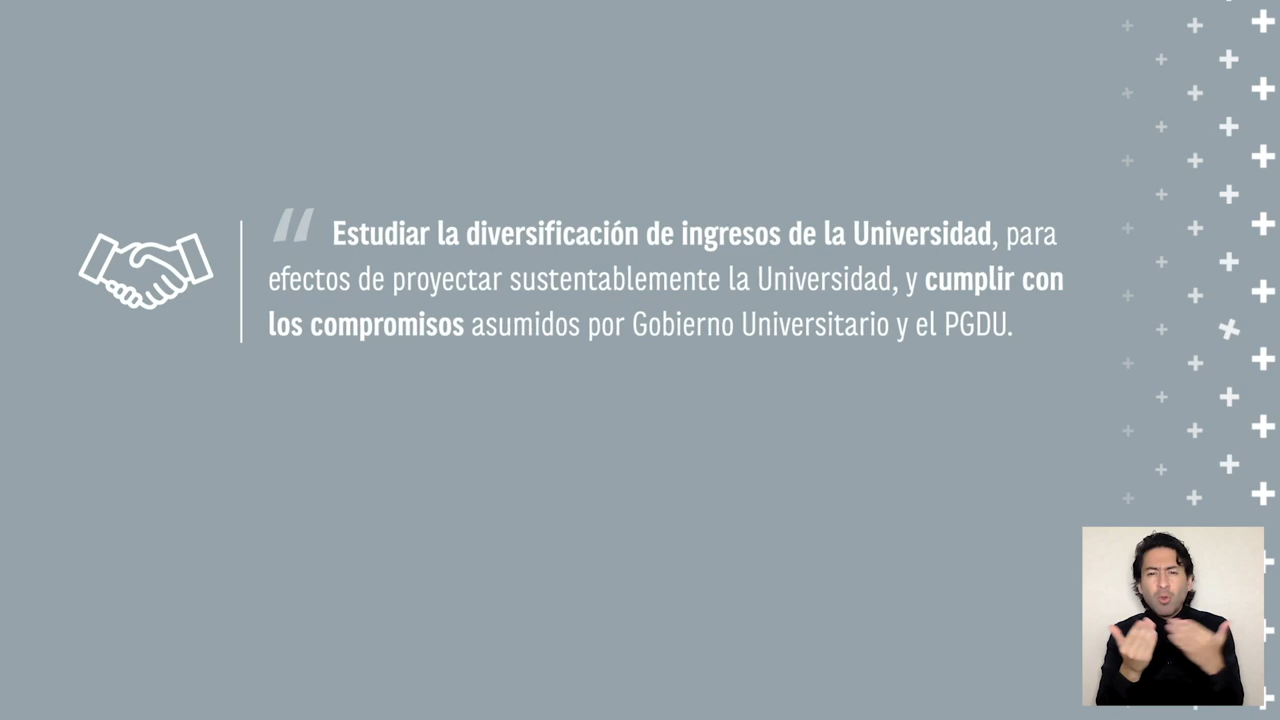 “ Estudiar la diversificación de ingresos de la Universidad, para
efectos de proyectar sustentablemente la Universidad, y cumplir con
los compromisos asumidos por Gobierno Universitario y el PGDU.